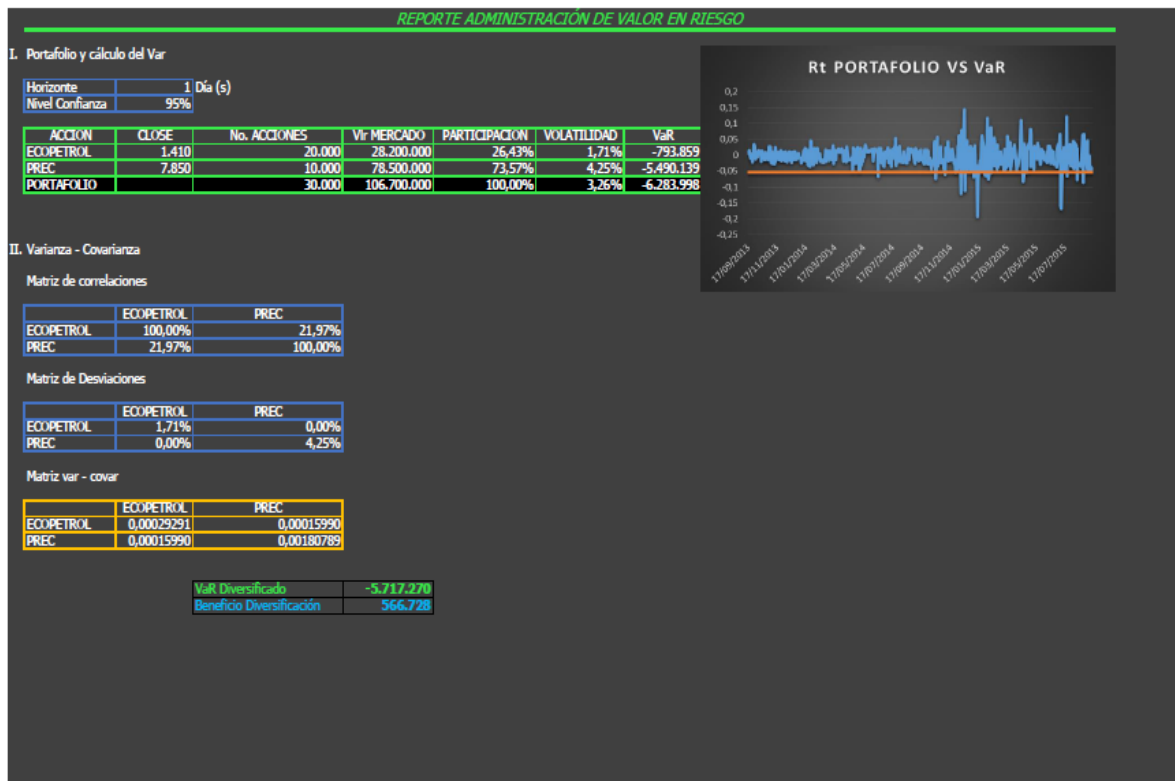 REPORTE ADMINISTRACIÓN DE VALOR EN RIESGO
I. Portafolio y cálculo del Var
Horizonte 1 Día (s)
Nivel Confianza 95%
ACCION CLOSE No. ACCIONES Vlr MERCADO PARTICIPACION VOLATILIDAD VaR
ECOPETROL 1.410 20.000 28.200.000 26,43% 1,71% -793.859
PREC 7.850 10.000 78.500.000 73,57% 4,25% -5.490.139
PORTAFOLIO 30.000 106.700.000 100,00% 3,26% -6.283.998
Rt PORTAFOLIO VS VaR
0,2
0,15
0,1
0,05
0
-0,05
-0,1
-0,15
-0,2
-0,25
17/09/2013 17/11/2013 17/01/2014 17/03/2014 17/05/2014 17/07/2014 17/09/2014 17/11/2014 17/01/2015 17/03/2015 17/05/2015 17/07/2015
II. Varianza - Covarianza
Matriz de correlaciones
ECOPETROL PREC
ECOPETROL 100,00% 21,97%
PREC 21,97% 100,00%
Matriz de Desviaciones
ECOPETROL PREC
ECOPETROL 1,71% 0,00%
PREC 0,00% 4,25%
Matriz var - covar
ECOPETROL PREC
ECOPETROL 0,00029291 0,00015990
PREC 0,00015990 0,00180789
VaR Diversificado -5.717.270
Beneficio Diversificación 566.728